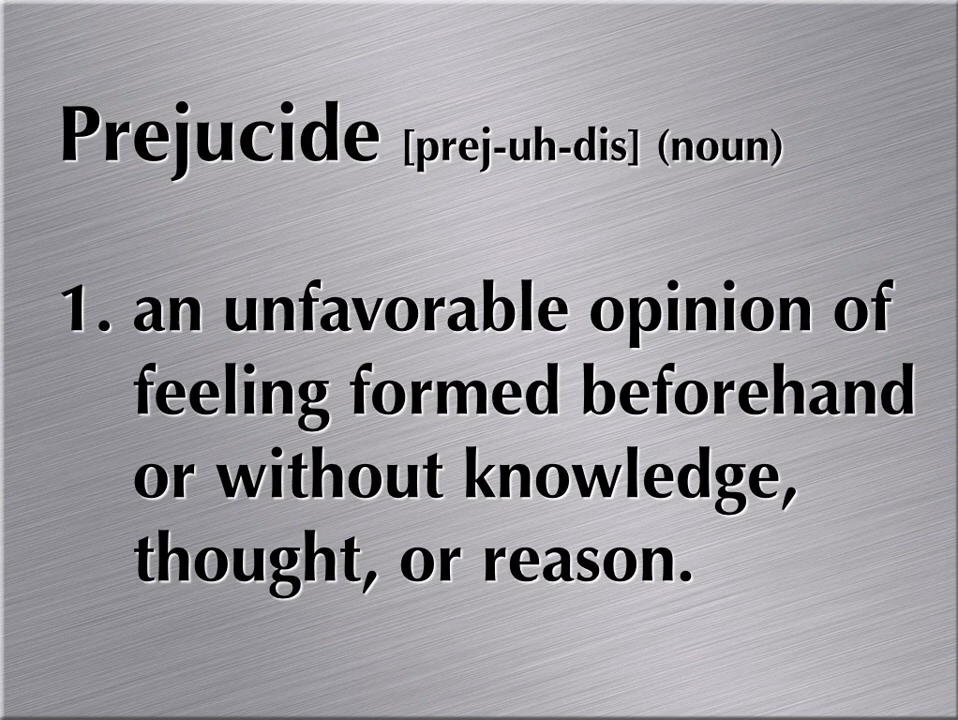 Prejucide [prej-uh-dis] (noun)
1. an unfavorable opinion of
feeling formed beforehand
or without knowledge,
thought, or reason.